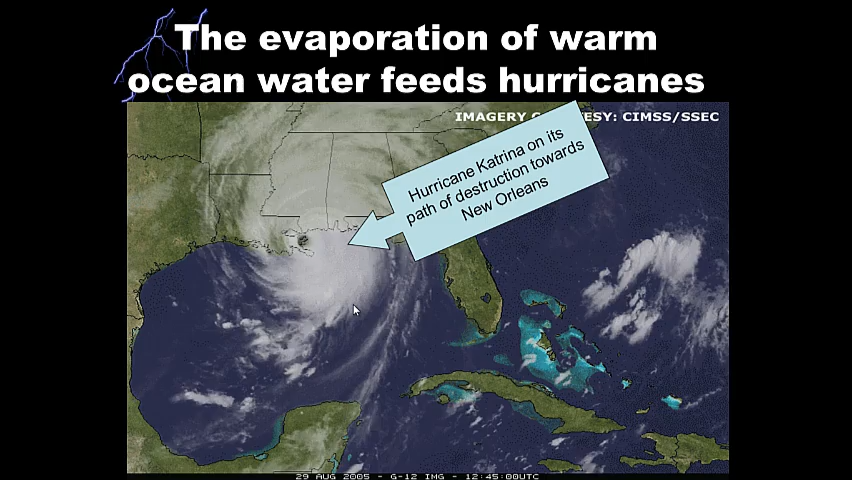 The evaporation of warm
ocean water feeds hurricanes
IMAGERY ESY: CIMSS/SSEC
Hurricane Katrina on its
path of destruction towards
New Orleans
29 AUG 2005 - G-12 IMG - 12:45:00UTC